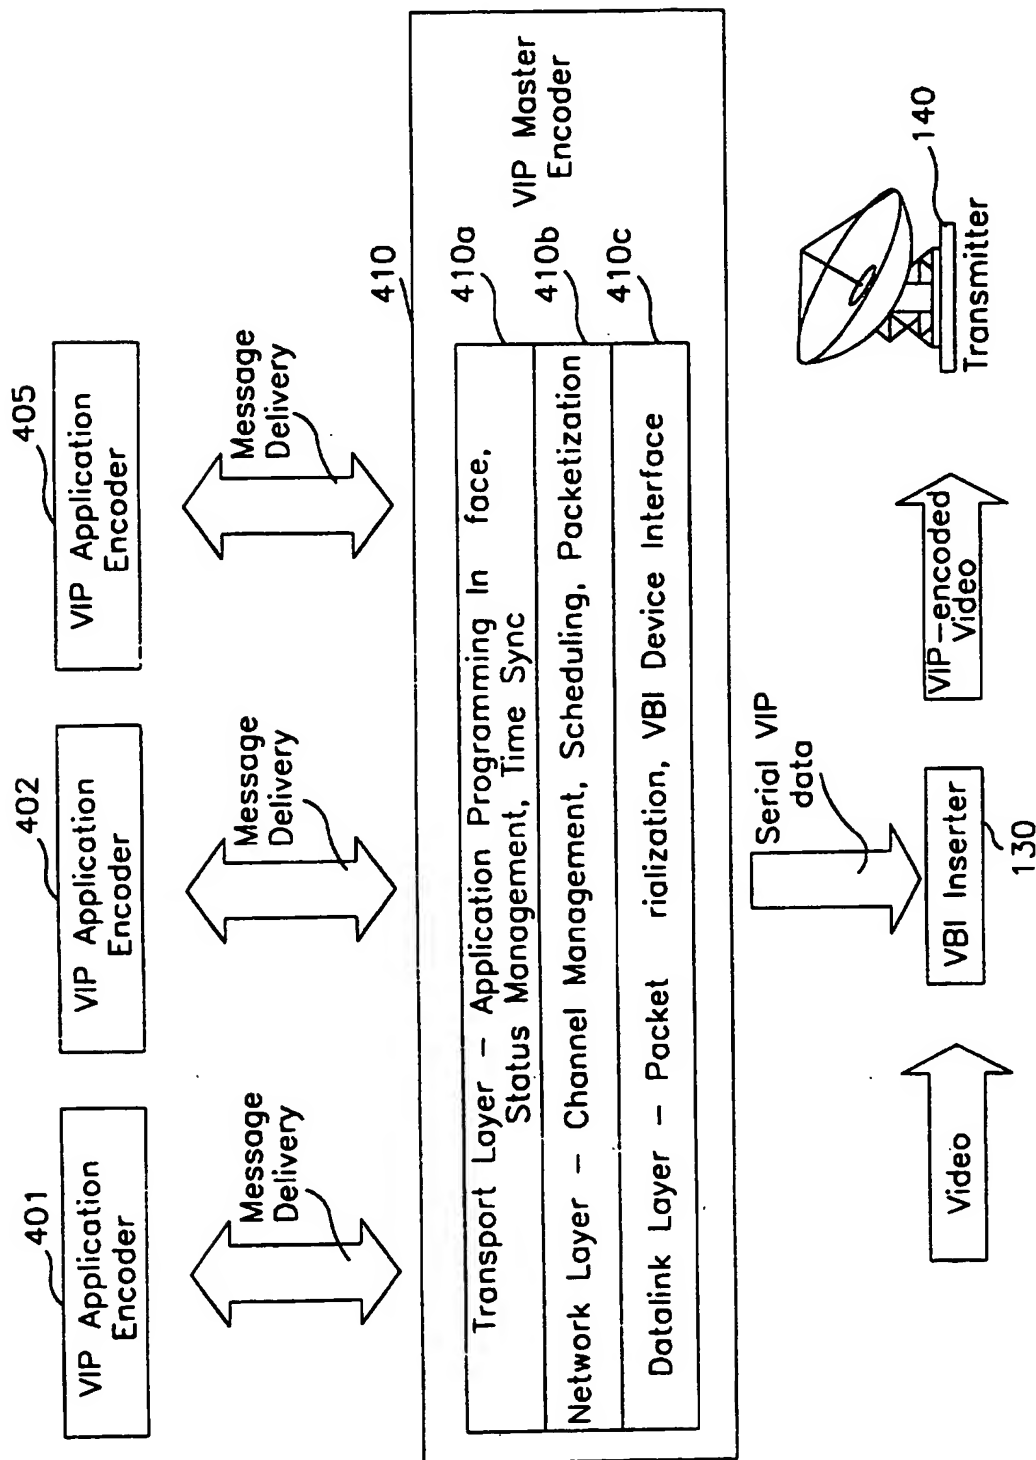 401
VIP Application
Encoder
402
VIP Application
Encoder
405
VIP Application
Encoder
Message
Delivery
Message
Delivery
Message
Delivery
410
Transport Layer – Application Programming In face,
Status Management, Time Sync
410a
Network Layer – Channel Management, Scheduling, Packetization
410b
Datalink Layer – Packet rialization, VBI Device Interface
410c
VIP Master
Encoder
Serial VIP
data
Video
VBI Inserter
130
VIP-encoded
Video
Transmitter
140